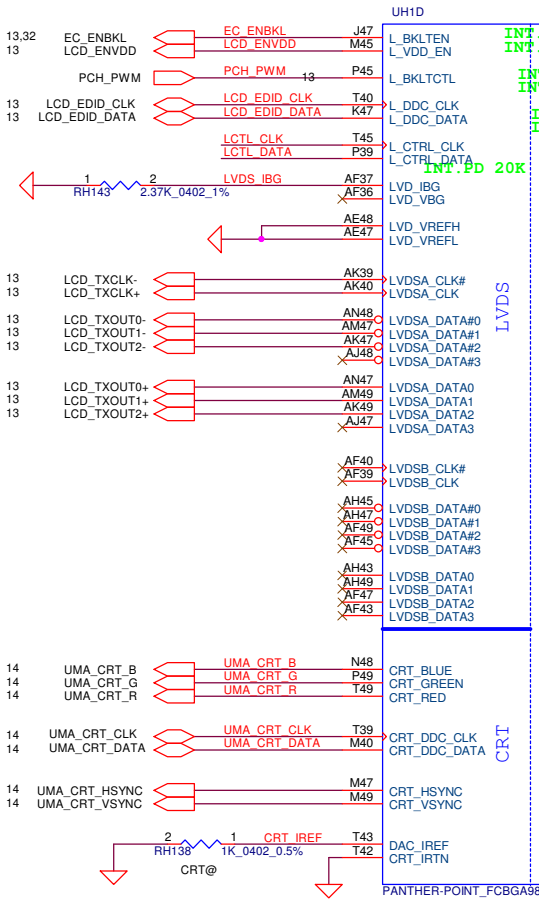 UH1D
13,32 EC_ENBKL EC_ENBKL J47 L_BKLTEN INT.
13 LCD_ENVDD LCD_ENVDD M45 L_VDD_EN INT.
PCH_PWM PCH_PWM 13 P45 L_BKLTCTL INT
INT
13 LCD_EDID_CLK LCD_EDID_CLK T40 L_DDC_CLK
13 LCD_EDID_DATA LCD_EDID_DATA K47 L_DDC_DATA
LCTL_CLK T45 L_CTRL_CLK
LCTL_DATA P39 L_CTRL_DATA
INT.PD 20K
1 2 LVDS_IBG AF37 LVD_IBG
RH143 2.37K_0402_1% AF36 LVD_VBG
AE48 LVD_VREFH
AE47 LVD_VREFL
13 LCD_TXCLK- AK39 LVDSA_CLK#
13 LCD_TXCLK+ AK40 LVDSA_CLK
LVDS
13 LCD_TXOUT0- AN48 LVDSA_DATA#0
13 LCD_TXOUT1- AM47 LVDSA_DATA#1
13 LCD_TXOUT2- AK47 LVDSA_DATA#2
AJ48 LVDSA_DATA#3
13 LCD_TXOUT0+ AN47 LVDSA_DATA0
13 LCD_TXOUT1+ AM49 LVDSA_DATA1
13 LCD_TXOUT2+ AK49 LVDSA_DATA2
AJ47 LVDSA_DATA3
AF40 LVDSB_CLK#
AF39 LVDSB_CLK
AH45 LVDSB_DATA#0
AH47 LVDSB_DATA#1
AF49 LVDSB_DATA#2
AF45 LVDSB_DATA#3
AH43 LVDSB_DATA0
AH49 LVDSB_DATA1
AF47 LVDSB_DATA2
AF43 LVDSB_DATA3
14 UMA_CRT_B UMA_CRT_B N48 CRT_BLUE
14 UMA_CRT_G UMA_CRT_G P49 CRT_GREEN
14 UMA_CRT_R UMA_CRT_R T49 CRT_RED
14 UMA_CRT_CLK UMA_CRT_CLK T39 CRT_DDC_CLK
14 UMA_CRT_DATA UMA_CRT_DATA M40 CRT_DDC_DATA
CRT
14 UMA_CRT_HSYNC M47 CRT_HSYNC
14 UMA_CRT_VSYNC M49 CRT_VSYNC
2 1 CRT_IREF T43 DAC_IREF
RH138 1K_0402_0.5% T42 CRT_IRTN
CRT@
PANTHER-POINT_FCBGA98